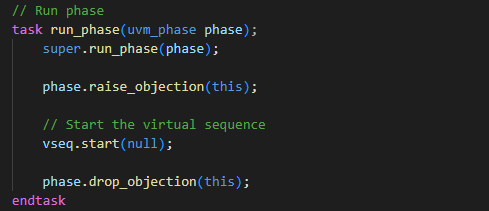 // Run phase
task run_phase(uvm_phase phase);
super.run_phase(phase);
phase.raise_objection(this);
// Start the virtual sequence
vseq.start(null);
phase.drop_objection(this);
endtask